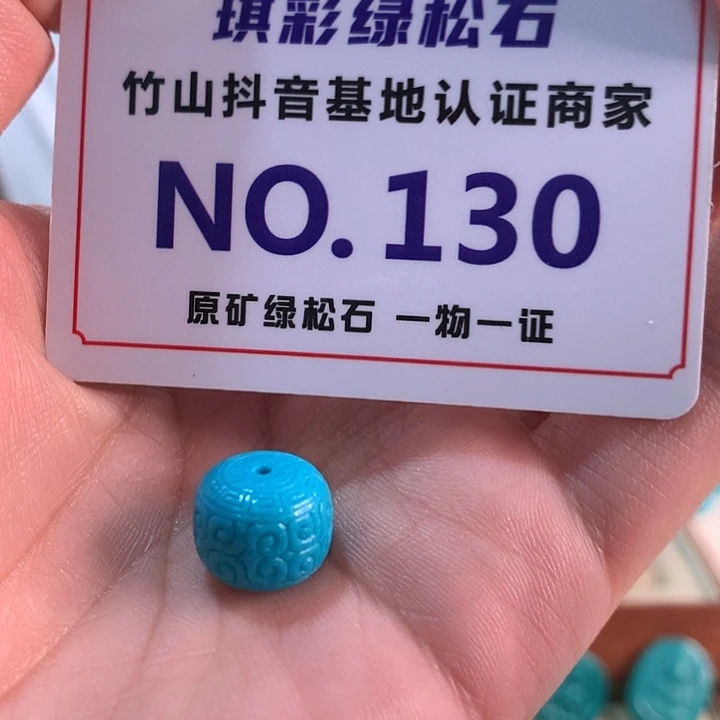 琪彩绿松石
竹山抖音基地认证商家
NO.130
原矿绿松石 一物一证